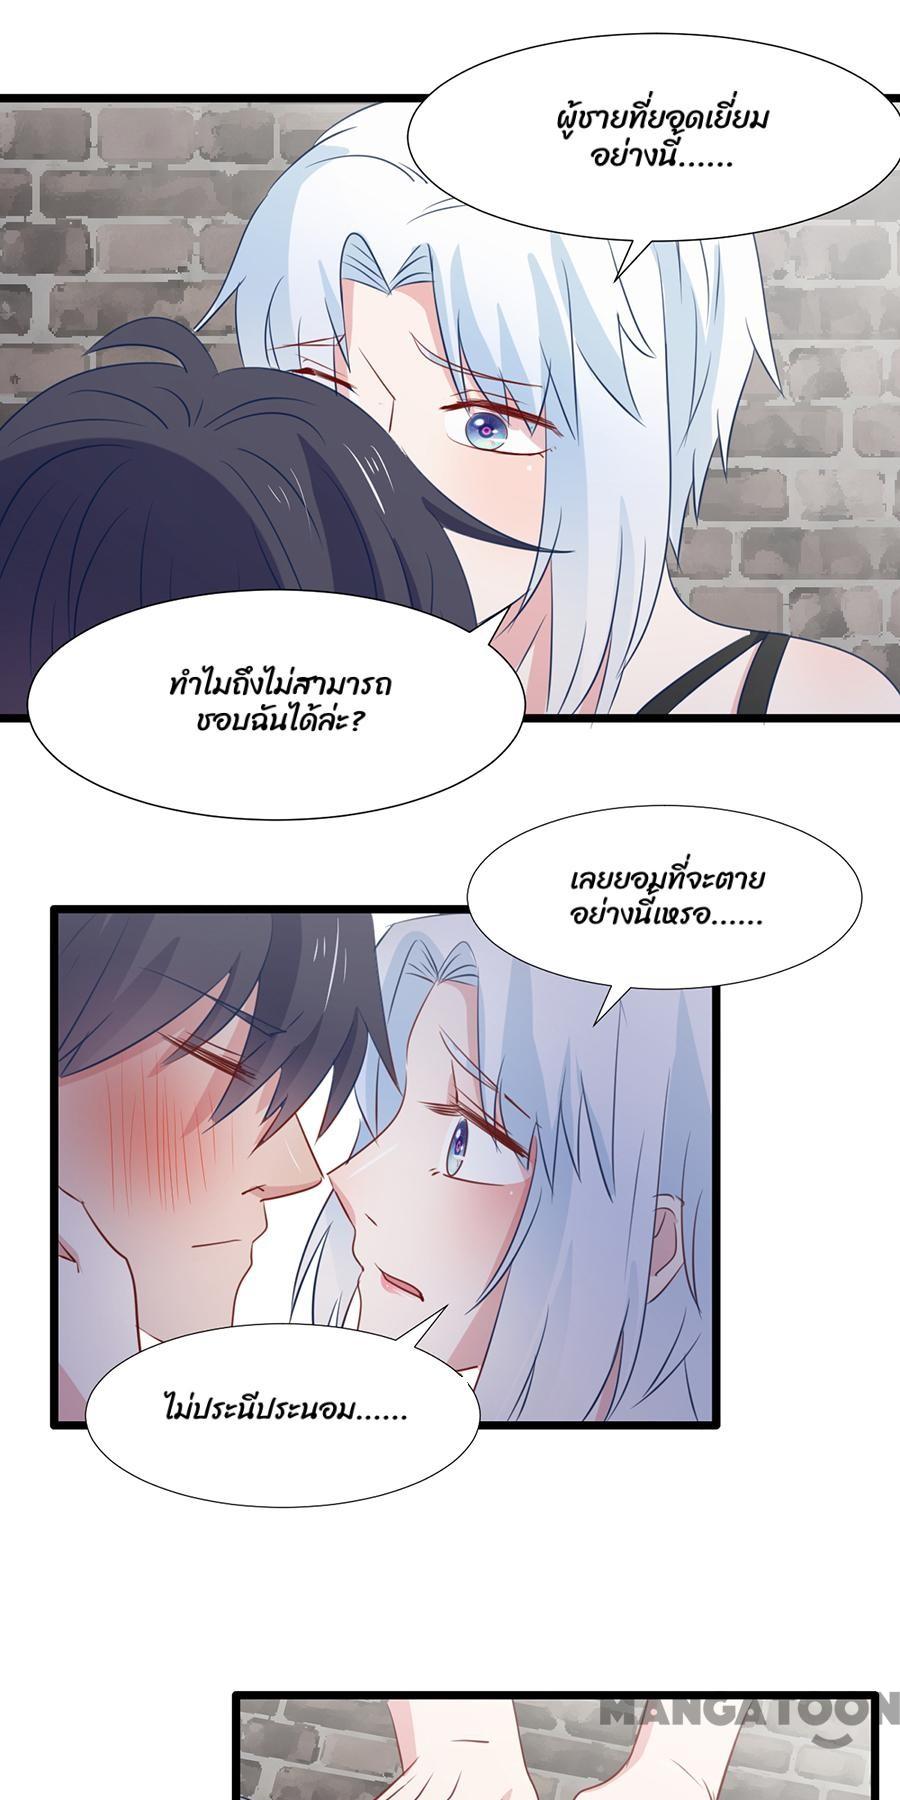 ผู้ชายที่ยอดเยี่ยม
อย่างนี้......
ทำไมถึงไม่สามารถ
ชอบฉันได้ล่ะ?
เลยยอมที่จะตาย
อย่างนี้เหรอ......
ไม่ประนีประนอม......
MANGATOON